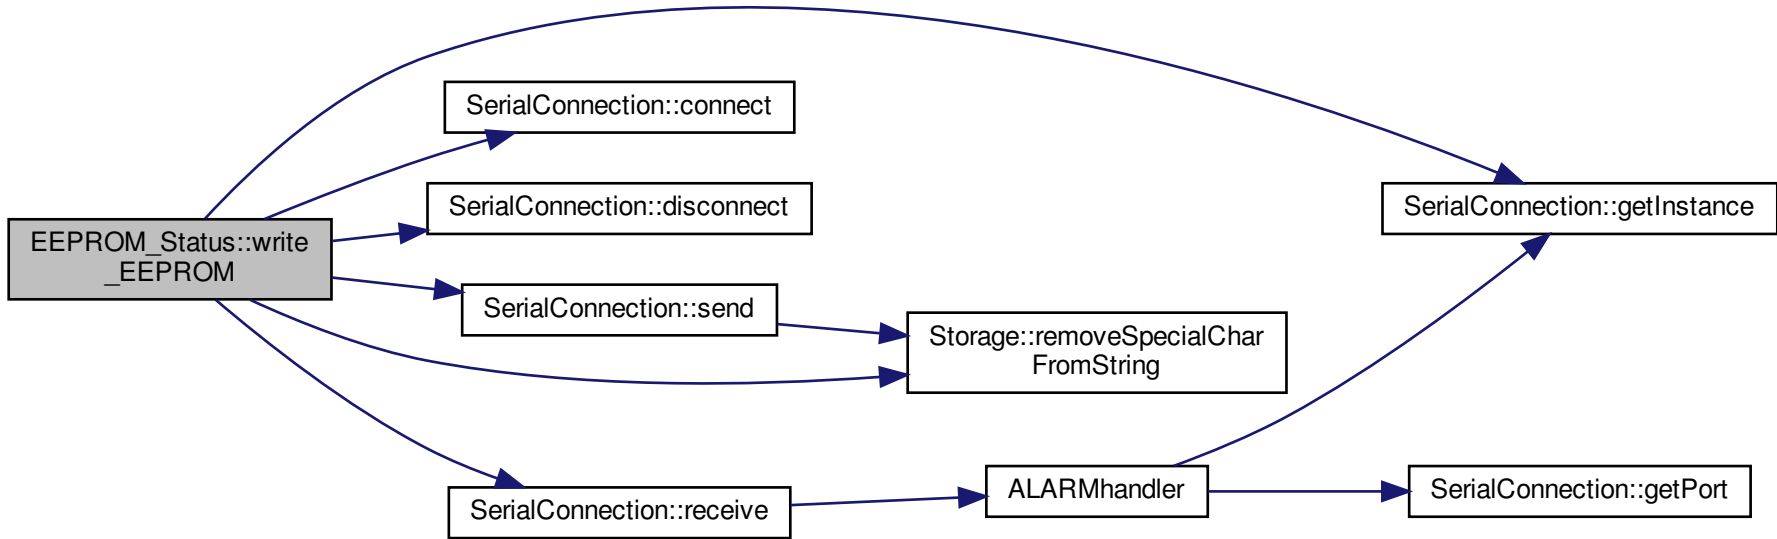 SerialConnection::connect
SerialConnection::disconnect
SerialConnection::getInstance
EEPROM_Status::write
_EEPROM
SerialConnection::send
Storage::removeSpecialChar
FromString
ALARMhandler
SerialConnection::getPort
SerialConnection::receive